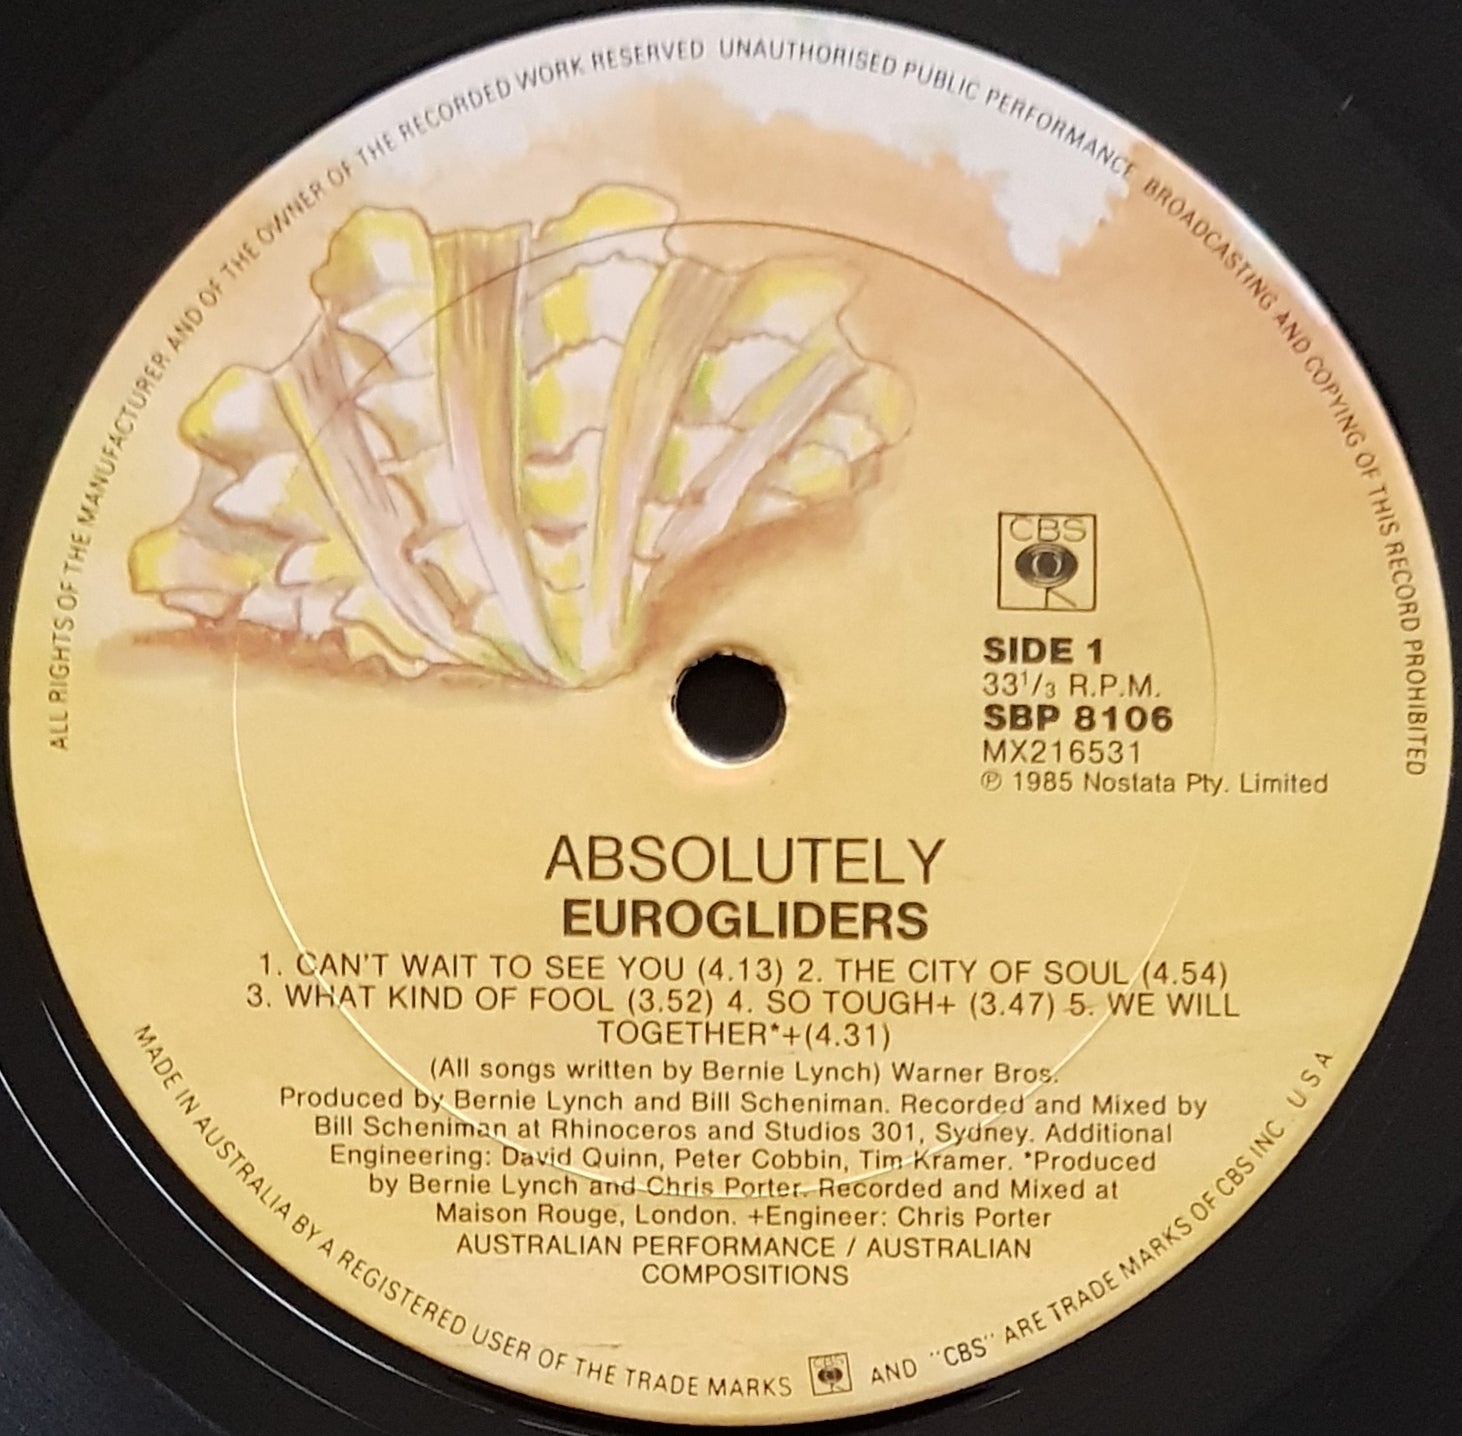 ALL RIGHTS OF THE MANUFACTURER AND OF THE OWNER OF THE RECORDED WORK RESERVED UNAUTHORISED PUBLIC PERFORMANCE BROADCASTING AND COPYING OF THIS RECORD PROHIBITED
CBS
SIDE 1
33 1/3 R.P.M.
SBP 8106
MX216531
℗ 1985 Nostata Pty. Limited
ABSOLUTELY
EUROGLIDERS
1. CAN'T WAIT TO SEE YOU (4.13) 2. THE CITY OF SOUL (4.54)
3. WHAT KIND OF FOOL (3.52) 4. SO TOUGH+ (3.47) 5. WE WILL
TOGETHER*+(4.31)
(All songs written by Bernie Lynch) Warner Bros.
Produced by Bernie Lynch and Bill Scheniman. Recorded and Mixed by
Bill Scheniman at Rhinoceros and Studios 301, Sydney. Additional
Engineering: David Quinn, Peter Cobbin, Tim Kramer. *Produced
by Bernie Lynch and Chris Porter. Recorded and Mixed at
Maison Rouge, London. +Engineer: Chris Porter
AUSTRALIAN PERFORMANCE / AUSTRALIAN
COMPOSITIONS
MADE IN AUSTRALIA BY A REGISTERED USER OF THE TRADE MARKS CBS AND "CBS" ARE TRADE MARKS OF CBS INC. U S A